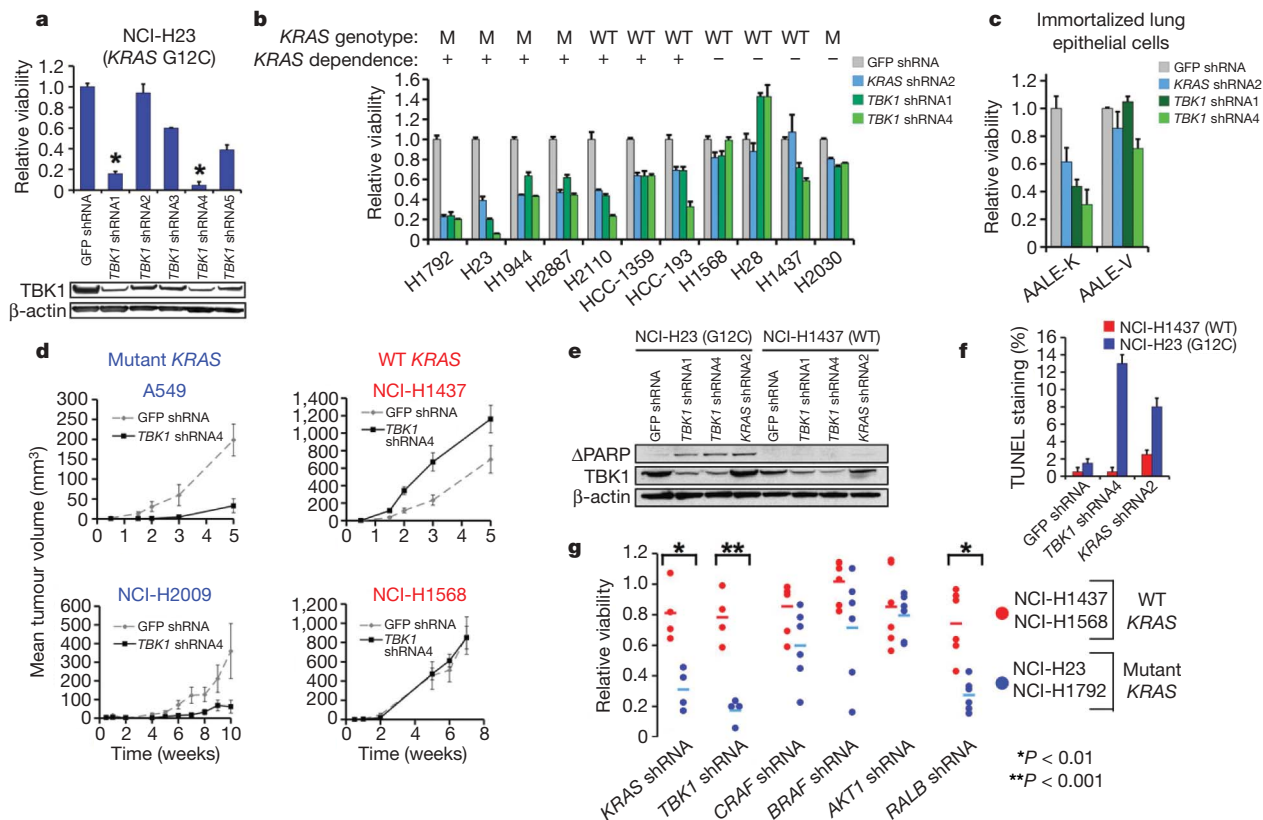 a
NCI-H23
(KRAS G12C)
Relative viability
1.2
1.0
0.8
0.6
0.4
0.2
0
* *
GFP shRNA
TBK1 shRNA1
TBK1 shRNA2
TBK1 shRNA3
TBK1 shRNA4
TBK1 shRNA5
TBK1
β-actin
b
KRAS genotype: M M M M WT WT WT WT WT WT M
KRAS dependence: + + + + + + + – – – –
Relative viability
1.6
1.4
1.2
1.0
0.8
0.6
0.4
0.2
0
GFP shRNA
KRAS shRNA2
TBK1 shRNA1
TBK1 shRNA4
H1792
H23
H1944
H2887
H2110
HCC-1359
HCC-193
H1568
H28
H1437
H2030
c
Immortalized lung
epithelial cells
GFP shRNA
KRAS shRNA2
TBK1 shRNA1
TBK1 shRNA4
Relative viability
1.2
1.0
0.8
0.6
0.4
0.2
0
AALE-K
AALE-V
d
Mean tumour volume (mm3)
Mutant KRAS
A549
GFP shRNA
TBK1 shRNA4
300
250
200
150
100
50
0
0 1 2 3 4 5
WT KRAS
NCI-H1437
GFP shRNA
TBK1
shRNA4
1,400
1,200
1,000
800
600
400
200
0
0 1 2 3 4 5
NCI-H2009
GFP shRNA
TBK1 shRNA4
600
500
400
300
200
100
0
0 2 4 6 8 10
Time (weeks)
NCI-H1568
GFP shRNA
TBK1
shRNA4
1,200
1,000
800
600
400
200
0
0 2 4 6 8
Time (weeks)
e
NCI-H23 (G12C) NCI-H1437 (WT)
GFP shRNA
TBK1 shRNA1
TBK1 shRNA4
KRAS shRNA2
GFP shRNA
TBK1 shRNA1
TBK1 shRNA4
KRAS shRNA2
ΔPARP
TBK1
β-actin
f
NCI-H1437 (WT)
NCI-H23 (G12C)
TUNEL staining (%)
16
14
12
10
8
6
4
2
0
GFP shRNA
TBK1 shRNA4
KRAS shRNA2
g
Relative viability
1.2
1.0
0.8
0.6
0.4
0.2
0
* ** *
KRAS shRNA
TBK1 shRNA
CRAF shRNA
BRAF shRNA
AKT1 shRNA
RALB shRNA
NCI-H1437
NCI-H1568
WT
KRAS
NCI-H23
NCI-H1792
Mutant
KRAS
*P < 0.01
**P < 0.001